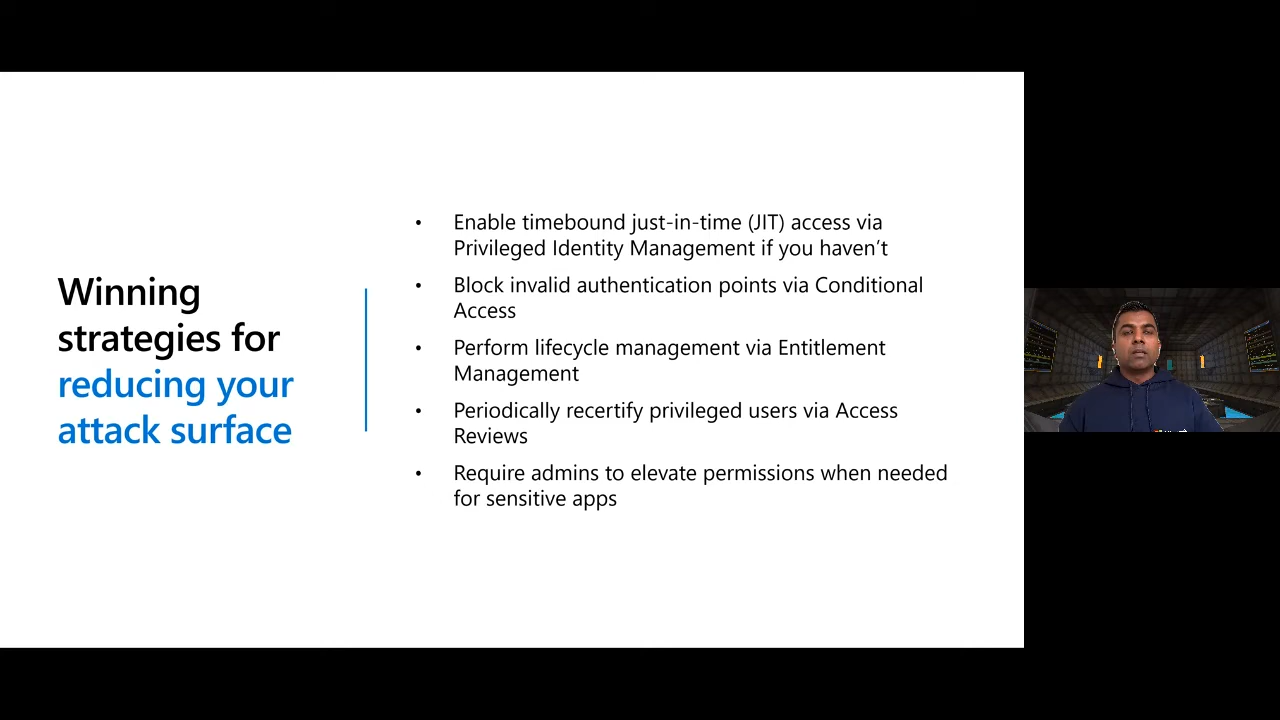 Winning
strategies for
reducing your
attack surface
• Enable timebound just-in-time (JIT) access via
Privileged Identity Management if you haven’t
• Block invalid authentication points via Conditional
Access
• Perform lifecycle management via Entitlement
Management
• Periodically recertify privileged users via Access
Reviews
• Require admins to elevate permissions when needed
for sensitive apps